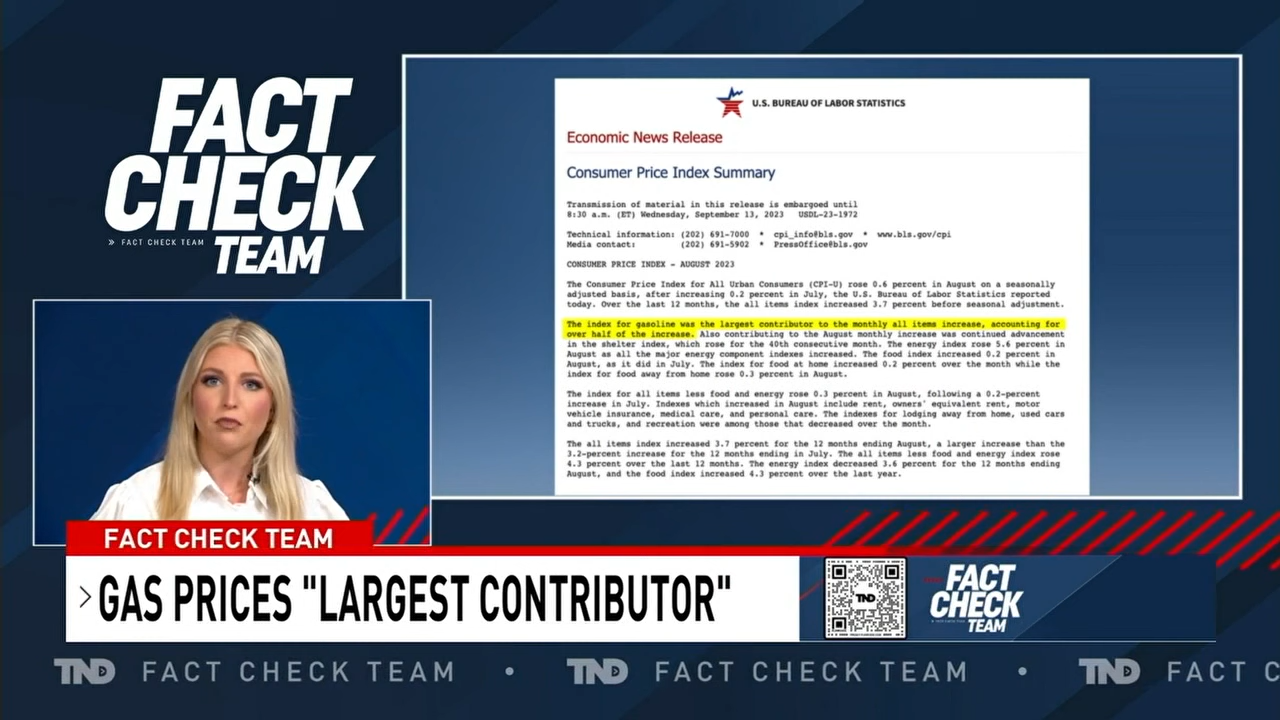 FACT
CHECK
» FACT CHECK TEAM
TEAM
U.S. BUREAU OF LABOR STATISTICS
Economic News Release
Consumer Price Index Summary
Transmission of material in this release is embargoed until
8:30 a.m. (ET) Wednesday, September 13, 2023 USDL-23-1972
Technical information: (202) 691-7000 * cpi_info@bls.gov * www.bls.gov/cpi
Media contact: (202) 691-5902 * PressOffice@bls.gov
CONSUMER PRICE INDEX - AUGUST 2023
The Consumer Price Index for All Urban Consumers (CPI-U) rose 0.6 percent in August on a seasonally
adjusted basis, after increasing 0.2 percent in July, the U.S. Bureau of Labor Statistics reported
today. Over the last 12 months, the all items index increased 3.7 percent before seasonal adjustment.
The index for gasoline was the largest contributor to the monthly all items increase, accounting for
over half of the increase. Also contributing to the August monthly increase was continued advancement
in the shelter index, which rose for the 40th consecutive month. The energy index rose 5.6 percent in
August as all the major energy component indexes increased. The food index increased 0.2 percent in
August, as it did in July. The index for food at home increased 0.2 percent over the month while the
index for food away from home rose 0.3 percent in August.
The index for all items less food and energy rose 0.3 percent in August, following a 0.2-percent
increase in July. Indexes which increased in August include rent, owners' equivalent rent, motor
vehicle insurance, medical care, and personal care. The indexes for lodging away from home, used cars
and trucks, and recreation were among those that decreased over the month.
The all items index increased 3.7 percent for the 12 months ending August, a larger increase than the
3.2-percent increase for the 12 months ending in July. The all items less food and energy index rose
4.3 percent over the last 12 months. The energy index decreased 3.6 percent for the 12 months ending
August, and the food index increased 4.3 percent over the last year.
FACT CHECK TEAM
GAS PRICES "LARGEST CONTRIBUTOR"
TND
FACT
CHECK
TEAM
TND FACT CHECK TEAM • TND FACT CHECK TEAM • TND FACT C